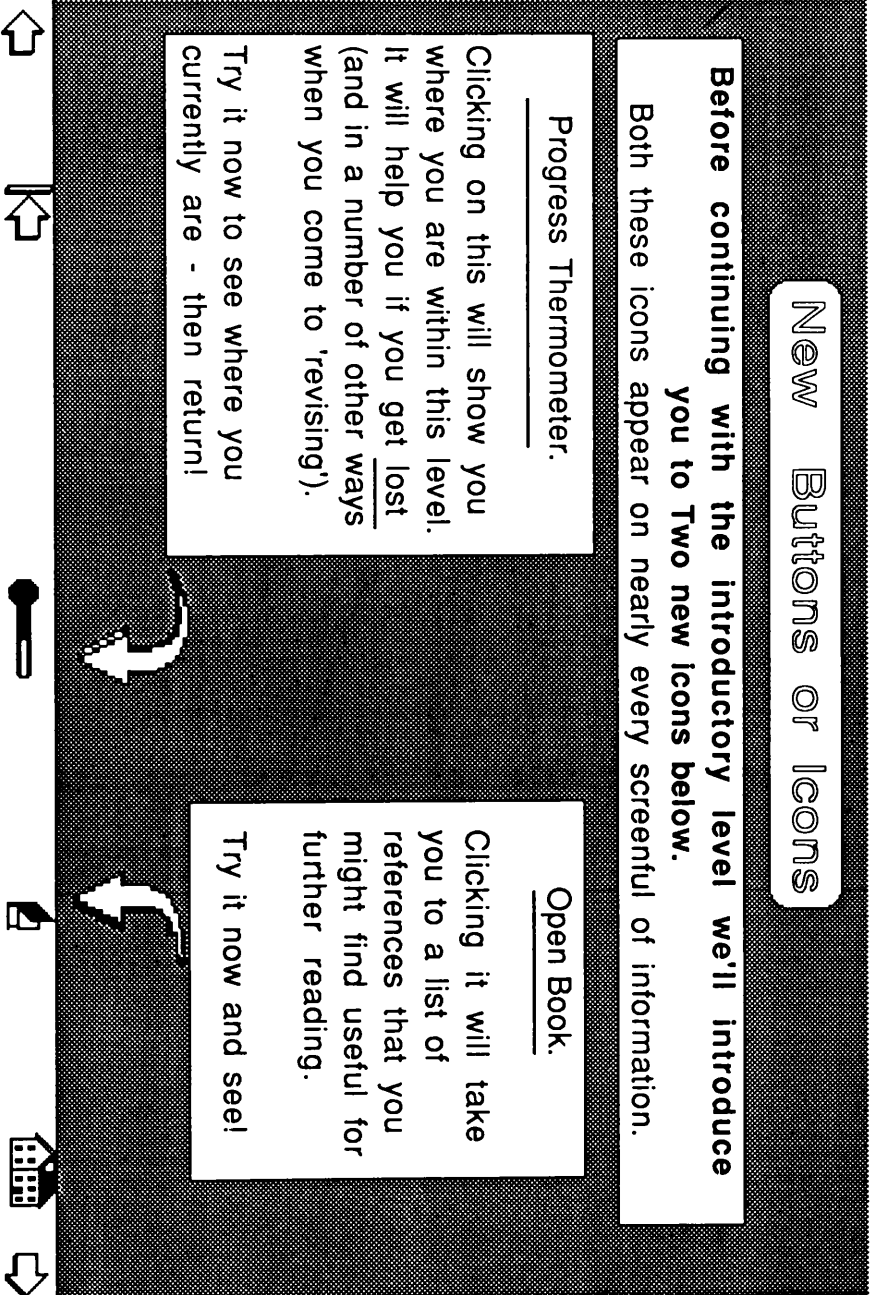 New Buttons or Icons
Before continuing with the introductory level we'll introduce
you to Two new icons below.
Both these icons appear on nearly every screenful of information.
Progress Thermometer.
Clicking on this will show you
where you are within this level.
It will help you if you get lost
(and in a number of other ways
when you come to 'revising').
Try it now to see where you
currently are - then return!
Open Book.
Clicking it will take
you to a list of
references that you
might find useful for
further reading.
Try it now and see!